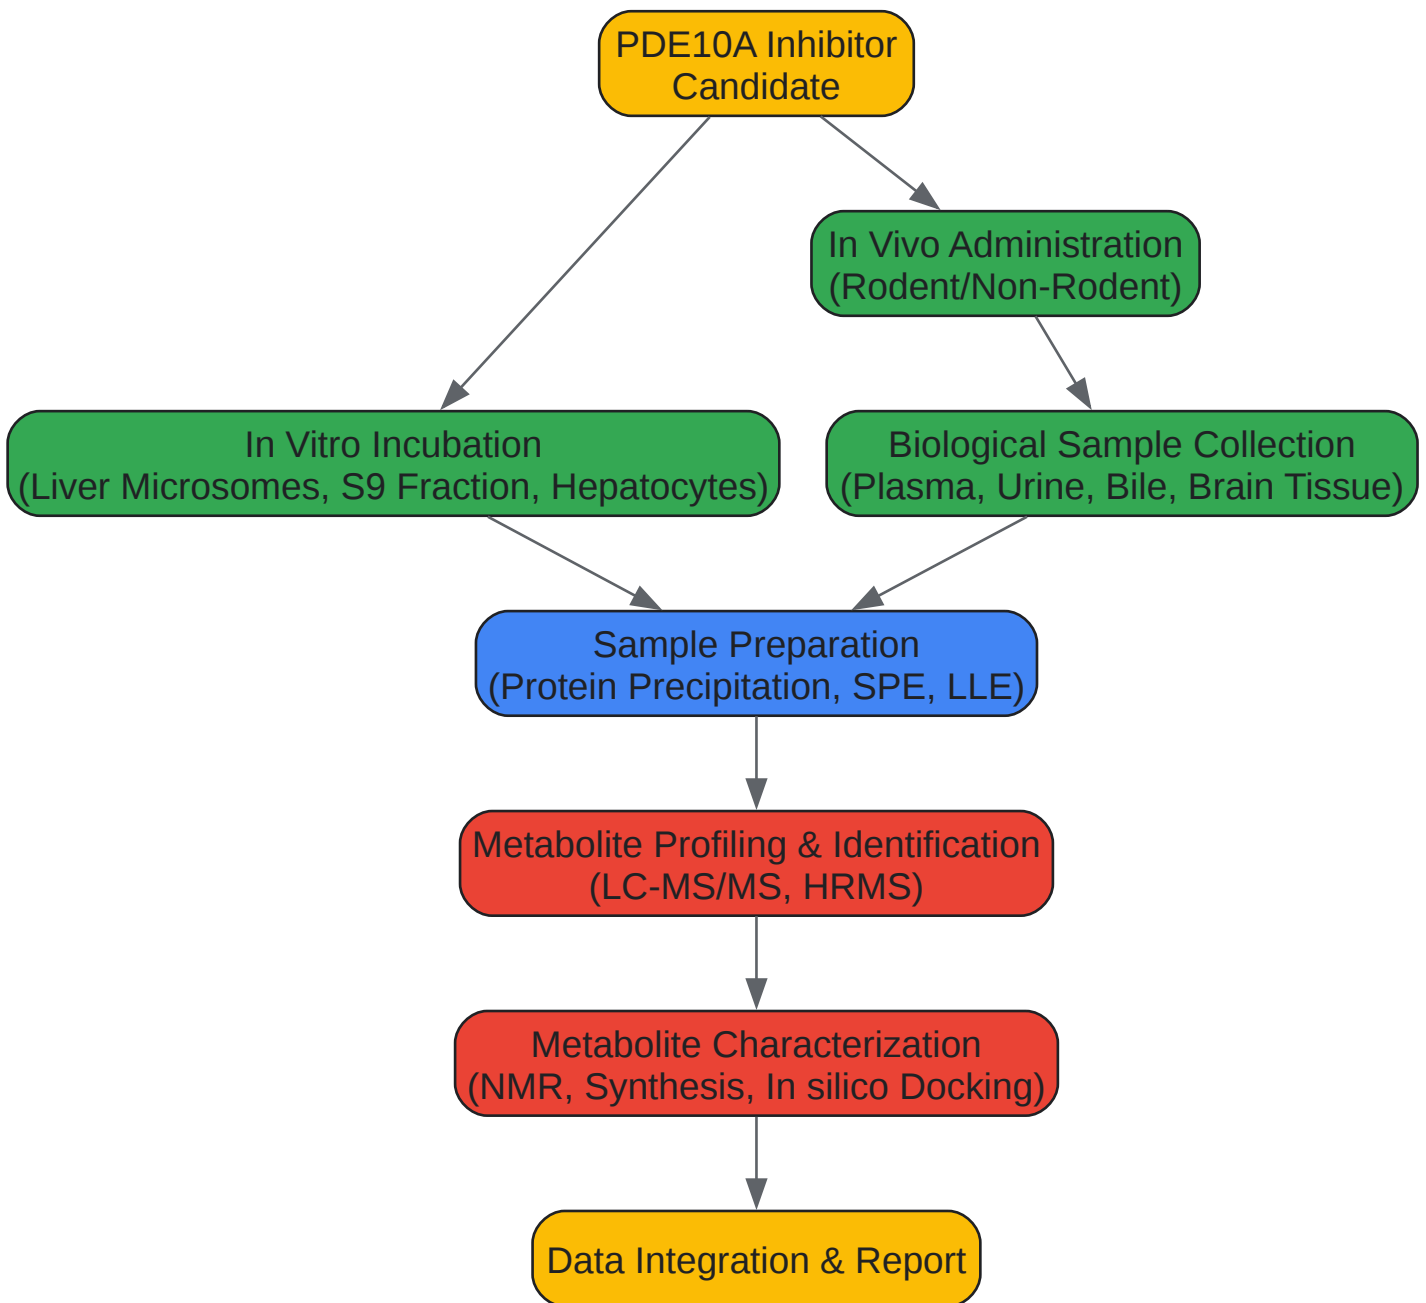 PDE10A Inhibitor
Candidate
In Vivo Administration
(Rodent/Non-Rodent)
In Vitro Incubation
(Liver Microsomes, S9 Fraction, Hepatocytes)
Biological Sample Collection
(Plasma, Urine, Bile, Brain Tissue)
Sample Preparation
(Protein Precipitation, SPE, LLE)
Metabolite Profiling & Identification
(LC-MS/MS, HRMS)
Metabolite Characterization
(NMR, Synthesis, In silico Docking)
Data Integration & Report